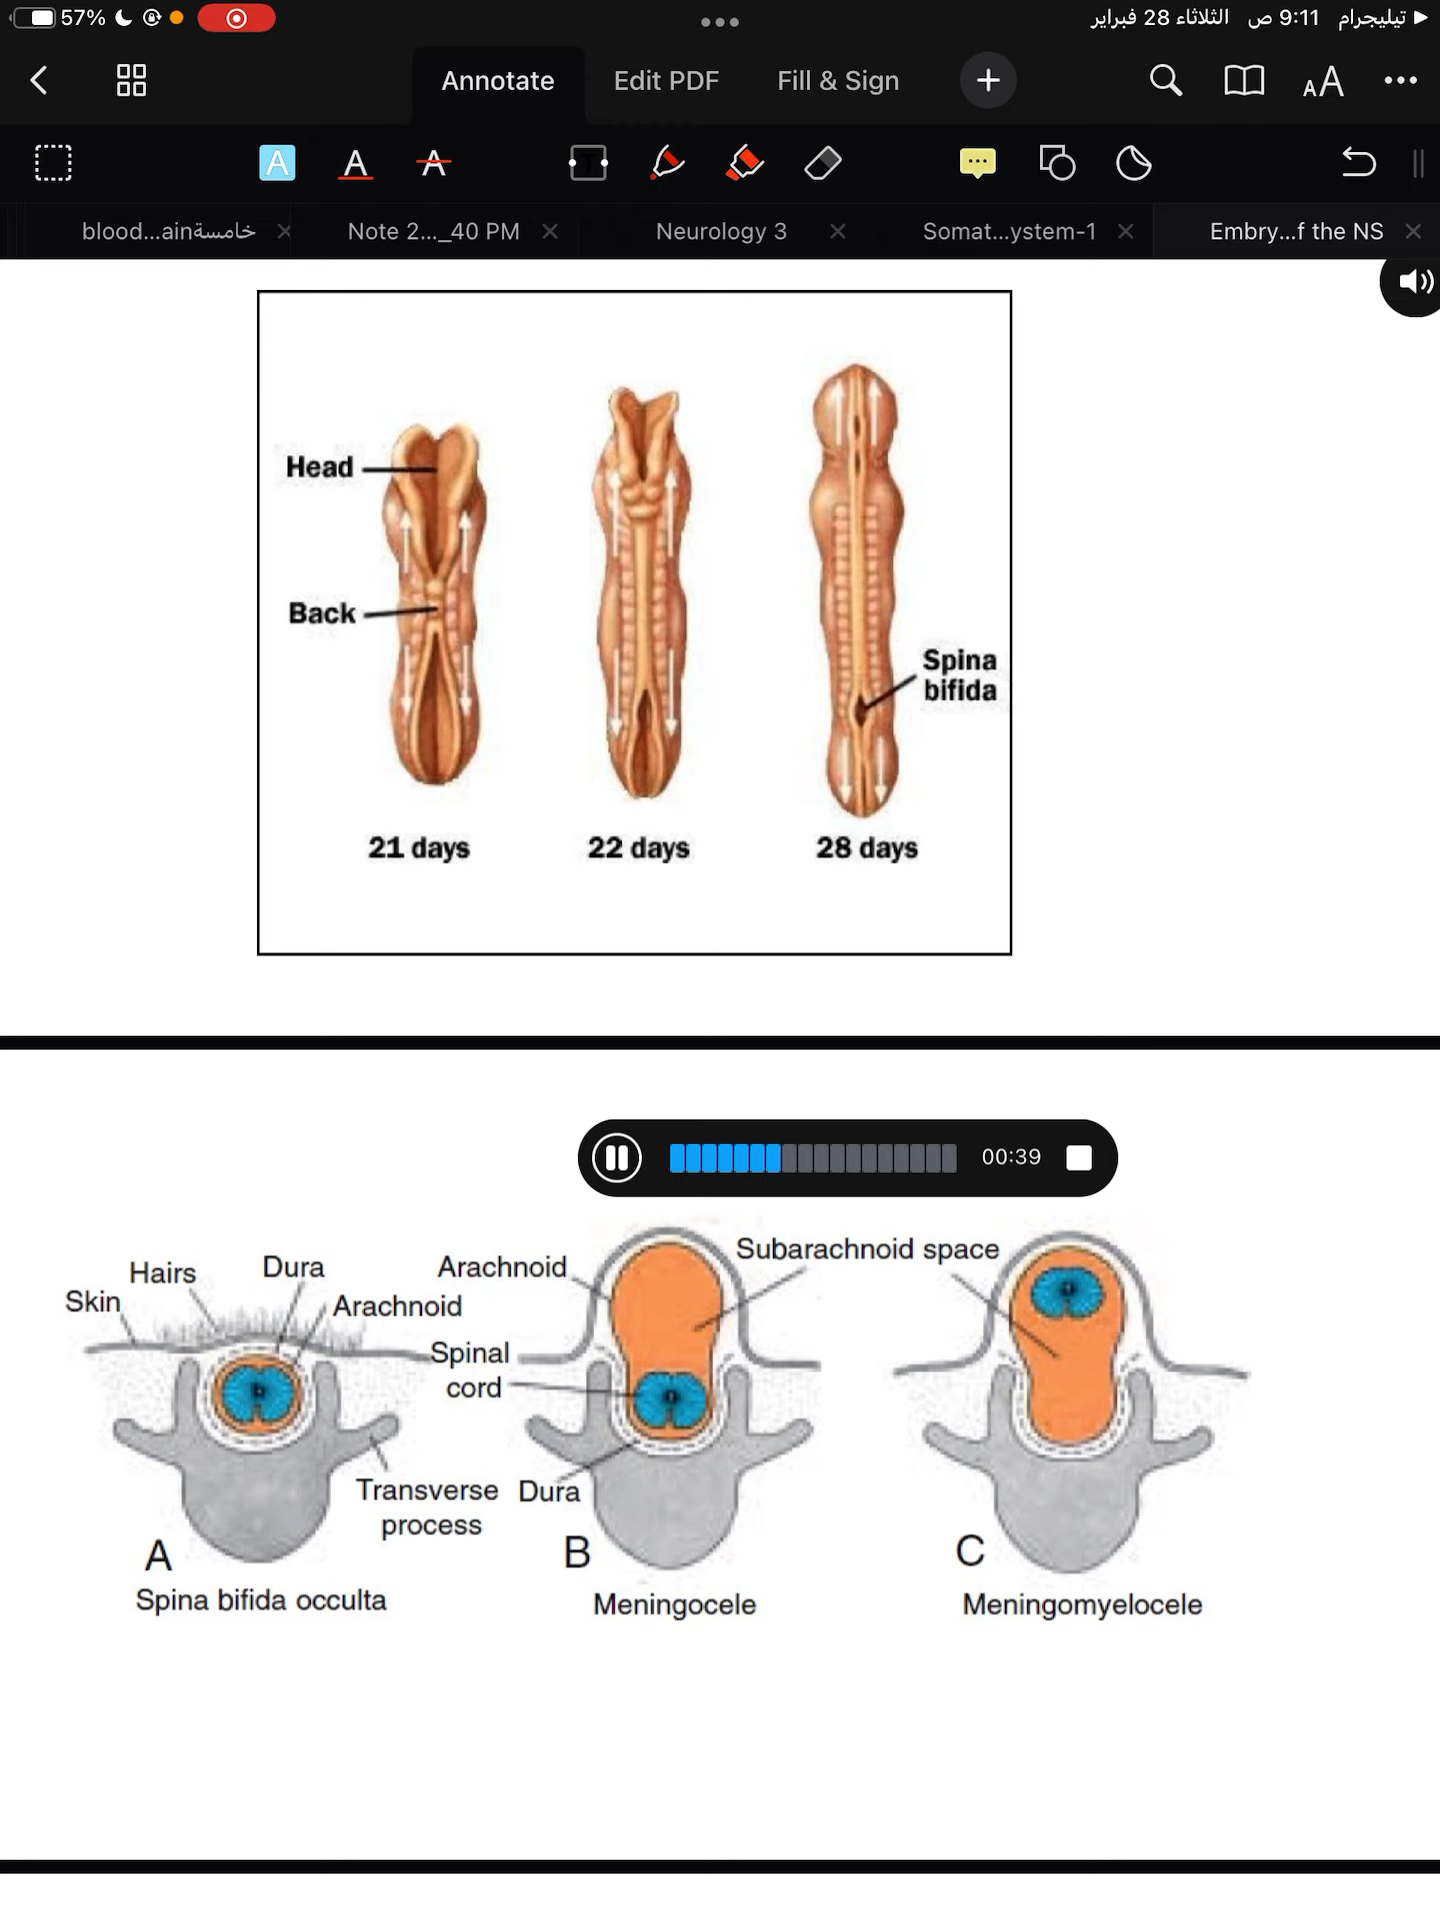 57%
الثلاثاء 28 فبراير 9:11 ص تيليجرام
Annotate Edit PDF Fill & Sign
AA
A A A T
blood...ainخامسة Note 2..._40 PM Neurology 3 Somat...ystem-1 Embry...f the NS
Head
Back
Spina
bifida
21 days 22 days 28 days
00:39
Hairs Dura Arachnoid Subarachnoid space
Skin Arachnoid
Spinal
cord
Transverse
process
Dura
A B C
Spina bifida occulta Meningocele Meningomyelocele